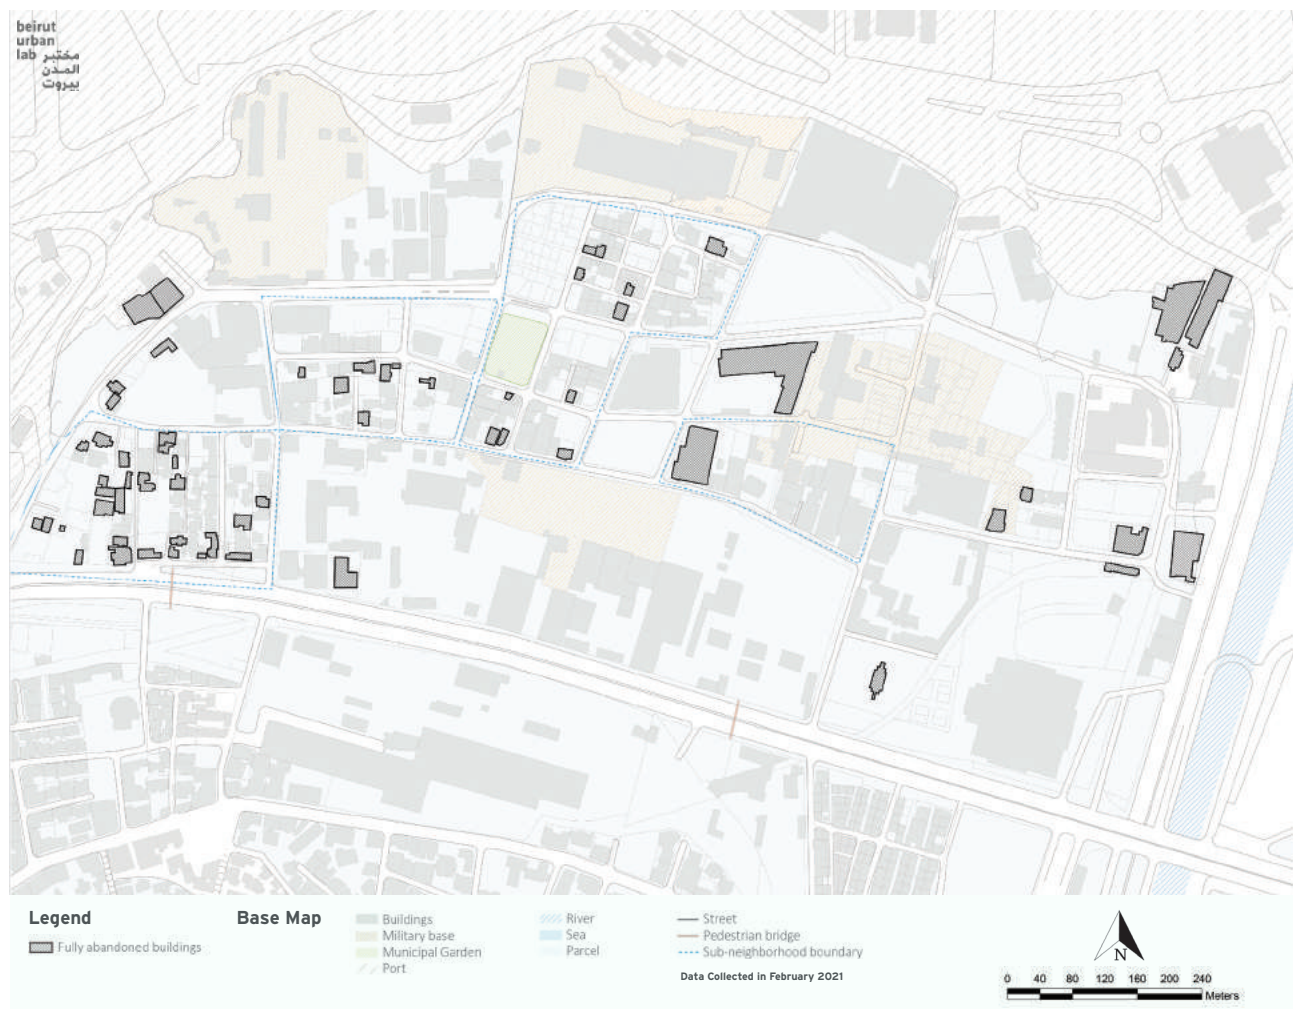 beirut
urban
lab مختبر
المدن
بيروت
Legend
Fully abandoned buildings
Base Map
Buildings
Military base
Municipal Garden
Port
River
Sea
Parcel
Street
Pedestrian bridge
Sub-neighborhood boundary
Data Collected in February 2021
N
0 40 80 120 160 200 240
Meters